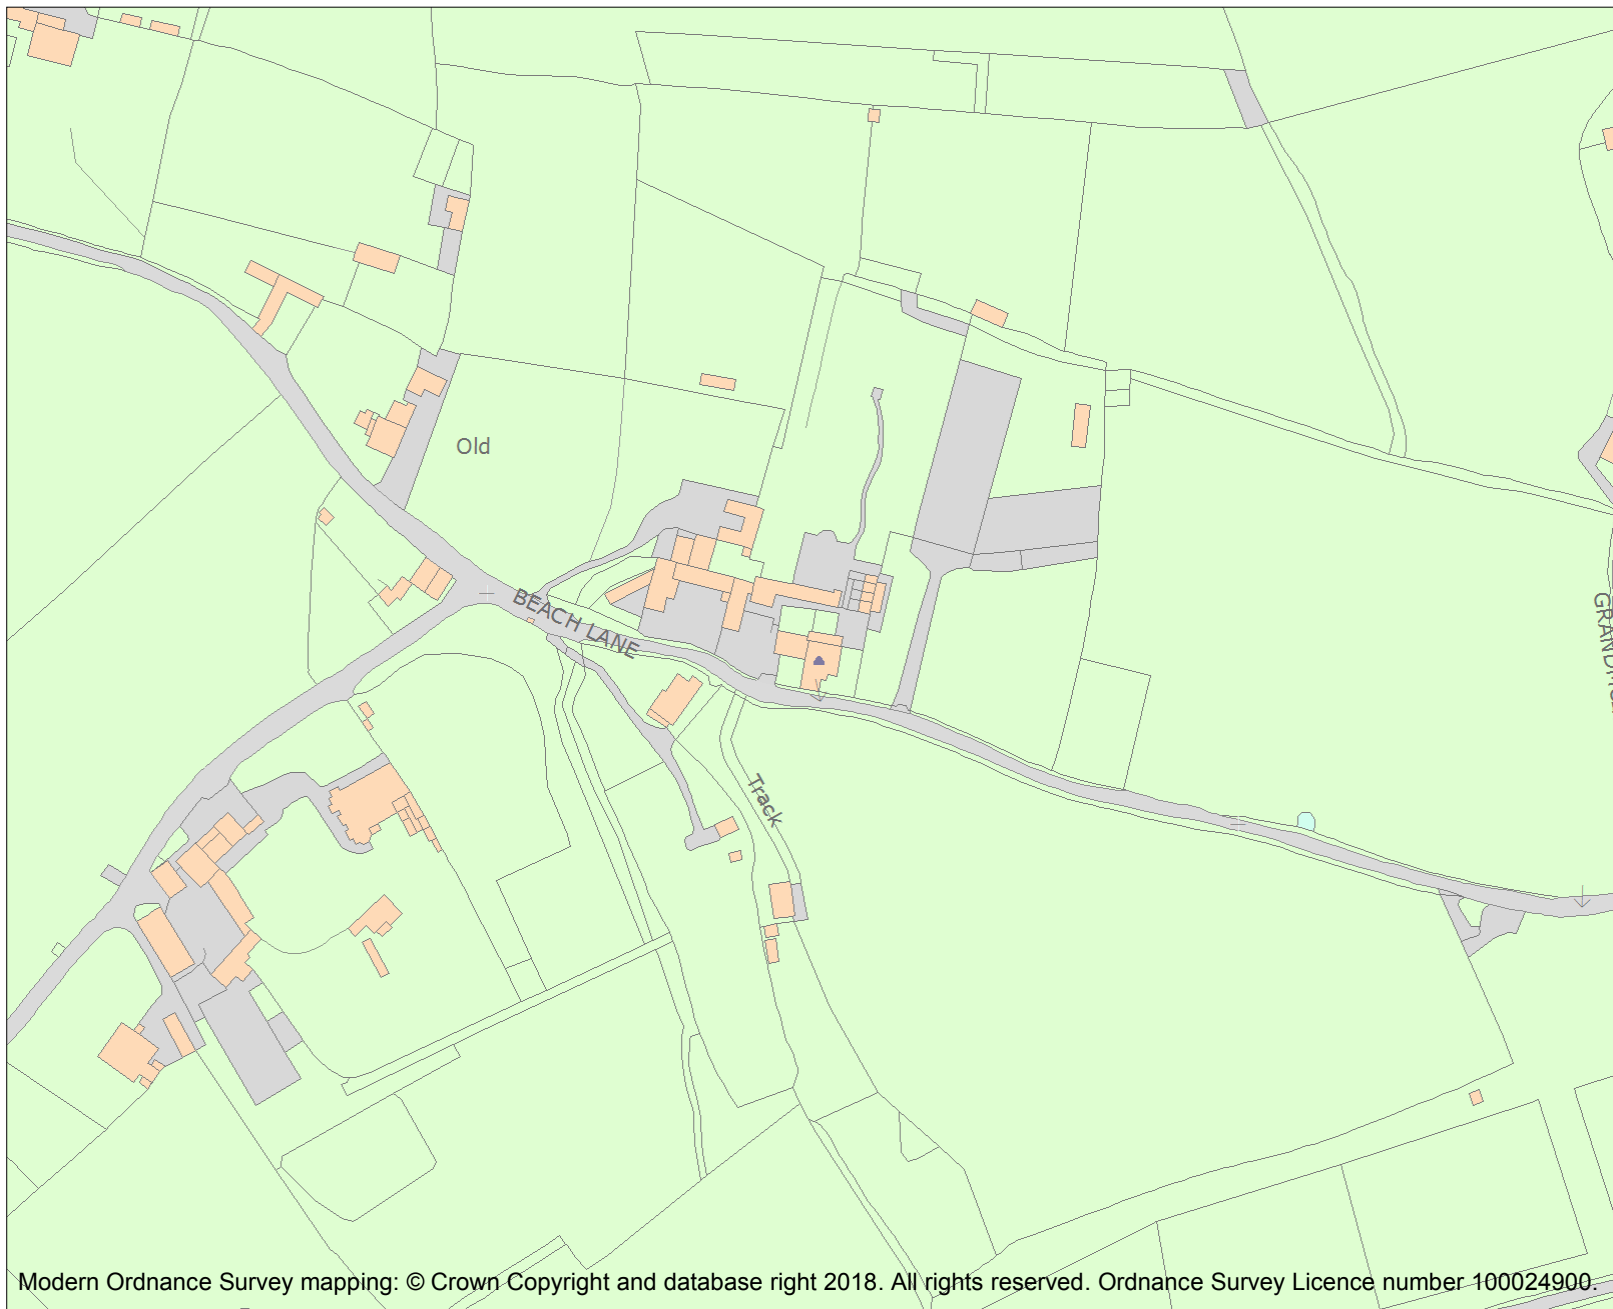 Old
BEACH LANE
Track
Modern Ordnance Survey mapping: © Crown Copyright and database right 2018. All rights reserved. Ordnance Survey Licence number 100024900.